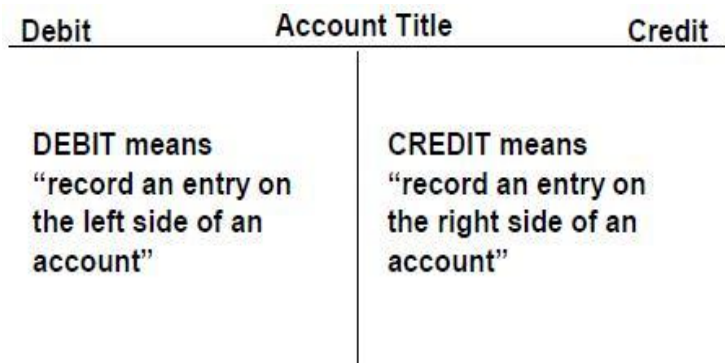 Debit Account Title Credit
DEBIT means
“record an entry on
the left side of an
account”
CREDIT means
“record an entry on
the right side of an
account”